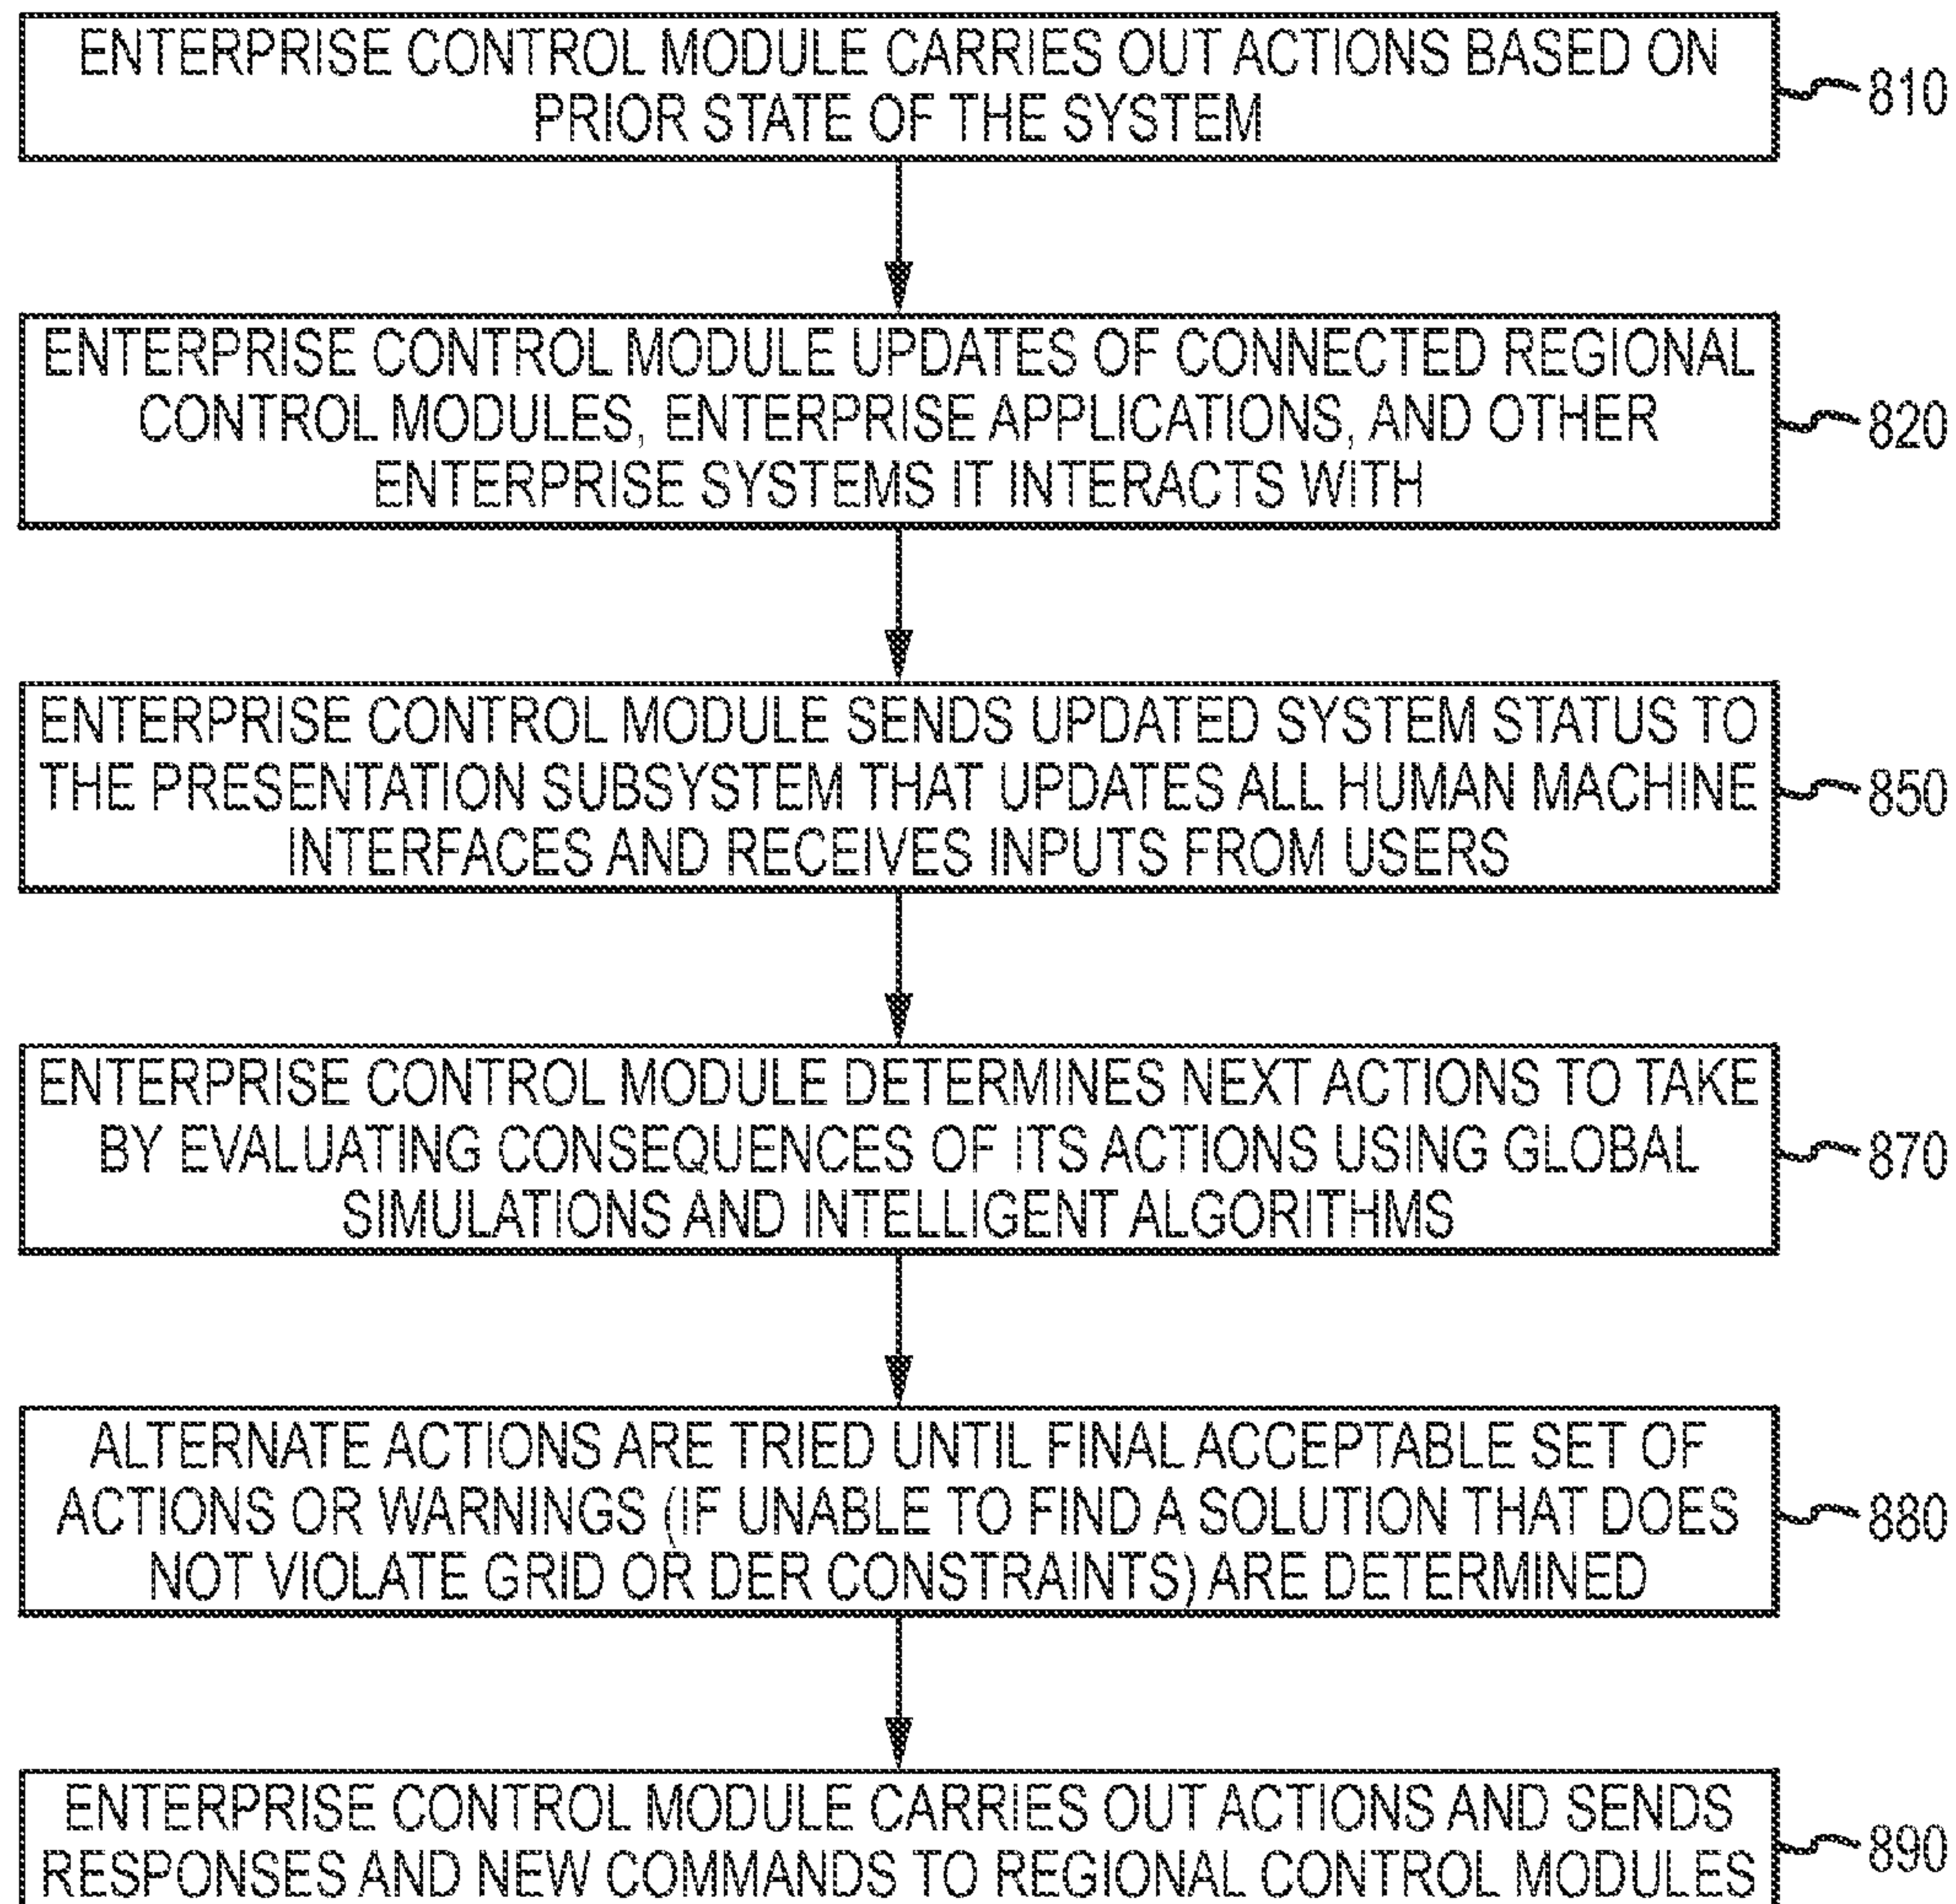 ENTERPRISE CONTROL MODULE CARRIES OUT ACTIONS BASED ON
PRIOR STATE OF THE SYSTEM
810
ENTERPRISE CONTROL MODULE UPDATES OF CONNECTED REGIONAL
CONTROL MODULES, ENTERPRISE APPLICATIONS, AND OTHER
ENTERPRISE SYSTEMS IT INTERACTS WITH
820
ENTERPRISE CONTROL MODULE SENDS UPDATED SYSTEM STATUS TO
THE PRESENTATION SUBSYSTEM THAT UPDATES ALL HUMAN MACHINE
INTERFACES AND RECEIVES INPUTS FROM USERS
850
ENTERPRISE CONTROL MODULE DETERMINES NEXT ACTIONS TO TAKE
BY EVALUATING CONSEQUENCES OF ITS ACTIONS USING GLOBAL
SIMULATIONS AND INTELLIGENT ALGORITHMS
870
ALTERNATE ACTIONS ARE TRIED UNTIL FINAL ACCEPTABLE SET OF
ACTIONS OR WARNINGS (IF UNABLE TO FIND A SOLUTION THAT DOES
NOT VIOLATE GRID OR DER CONSTRAINTS) ARE DETERMINED
880
ENTERPRISE CONTROL MODULE CARRIES OUT ACTIONS AND SENDS
RESPONSES AND NEW COMMANDS TO REGIONAL CONTROL MODULES
890